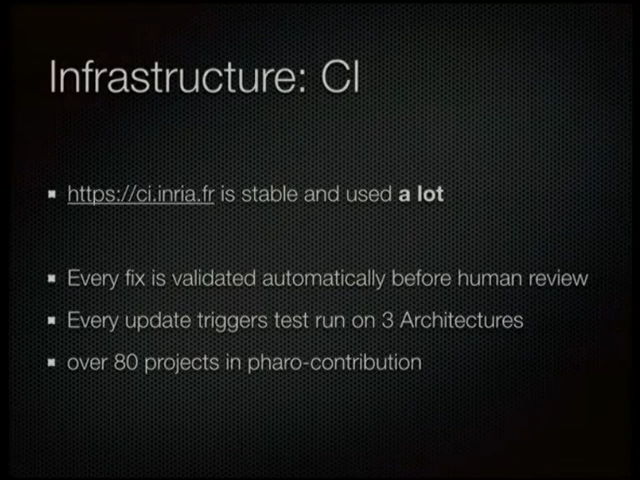 Infrastructure: CI
https://ci.inria.fr is stable and used a lot
Every fix is validated automatically before human review
Every update triggers test run on 3 Architectures
over 80 projects in pharo-contribution